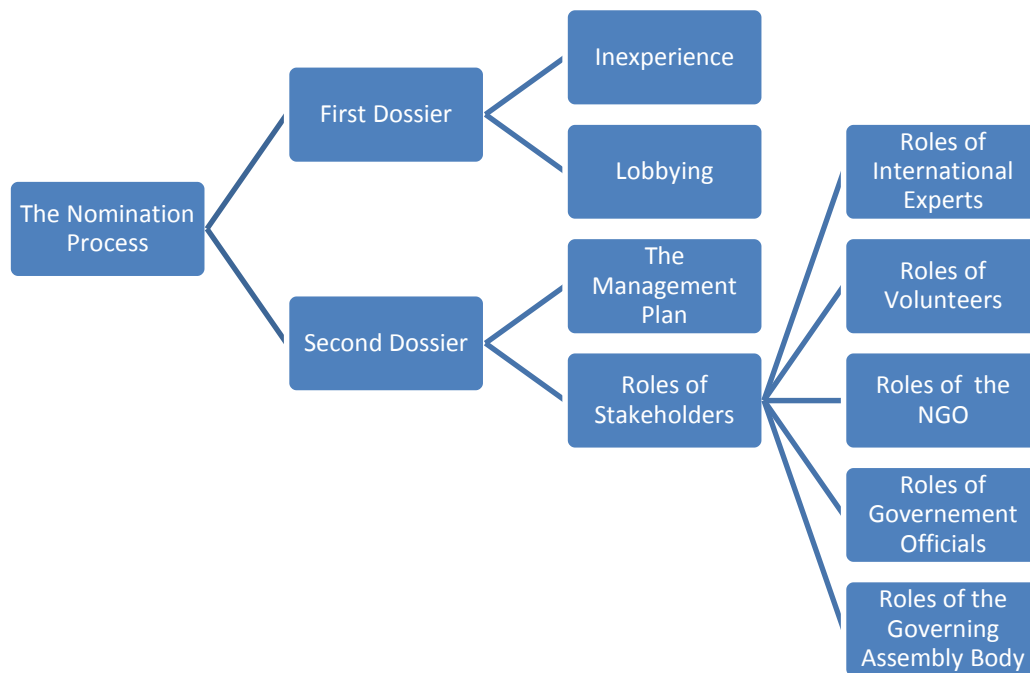 The Nomination
Process
First Dossier
Inexperience
Lobbying
Second Dossier
The
Management
Plan
Roles of
Stakeholders
Roles of
International
Experts
Roles of
Volunteers
Roles of  the
NGO
Roles of
Governement
Officials
Roles of the
Governing
Assembly Body